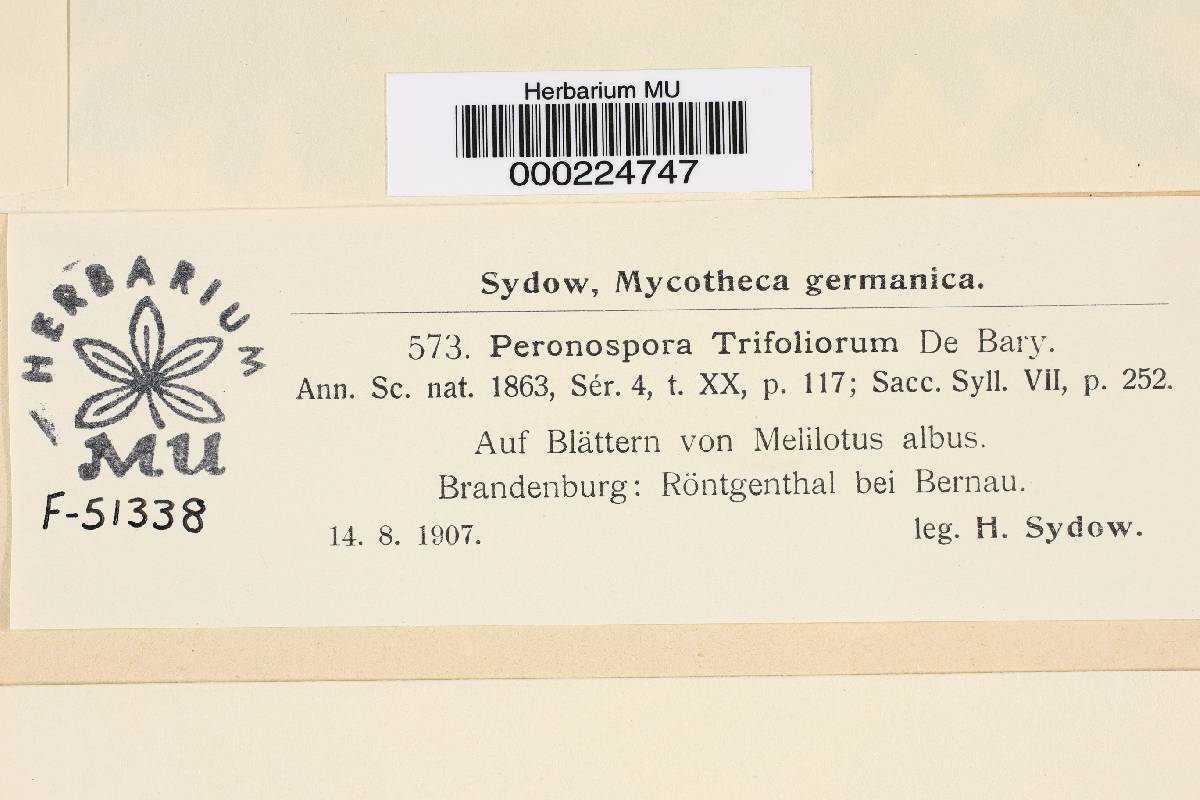 Herbarium MU
000224747
HERBARIUM
MU
F-51338
Sydow, Mycotheca germanica.
573. Peronospora Trifoliorum De Bary.
Ann. Sc. nat. 1863, Sér. 4, t. XX, p. 117; Sacc. Syll. VII, p. 252.
Auf Blättern von Melilotus albus.
Brandenburg: Röntgenthal bei Bernau.
14. 8. 1907. leg. H. Sydow.